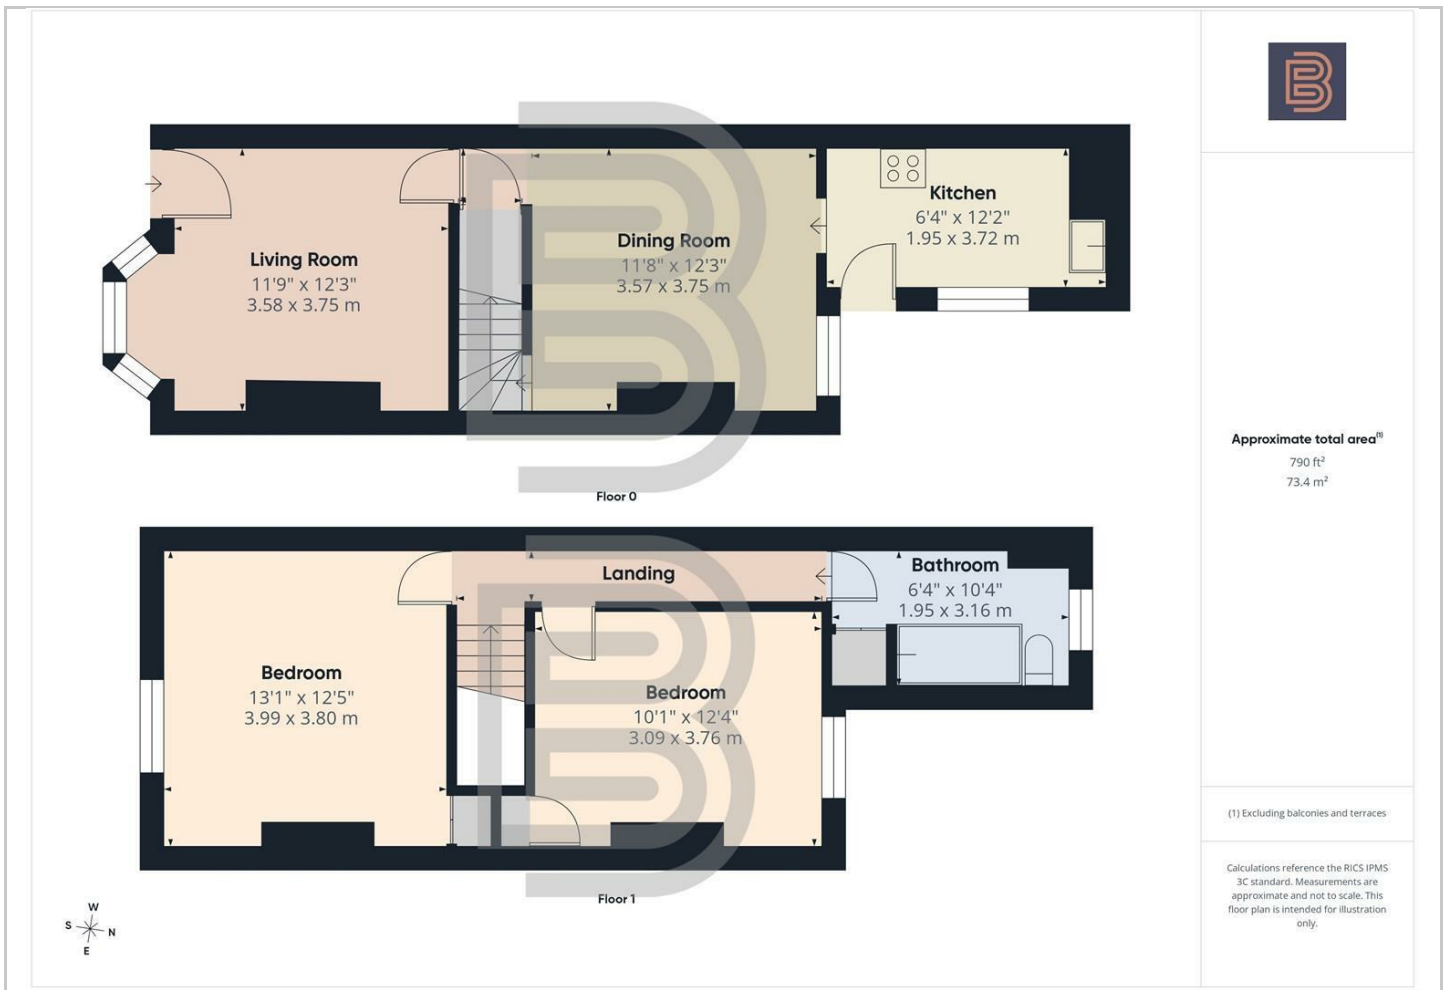 Living Room
11'9" x 12'3"
3.58 x 3.75 m
Dining Room
11'8" x 12'3"
3.57 x 3.75 m
Kitchen
6'4" x 12'2"
1.95 x 3.72 m
Floor 0
Landing
Bathroom
6'4" x 10'4"
1.95 x 3.16 m
Bedroom
13'1" x 12'5"
3.99 x 3.80 m
Bedroom
10'1" x 12'4"
3.09 x 3.76 m
Floor 1
W
S N
E
B
Approximate total area⁽¹⁾
790 ft²
73.4 m²
(1) Excluding balconies and terraces
Calculations reference the RICS IPMS
3C standard. Measurements are
approximate and not to scale. This
floor plan is intended for illustration
only.